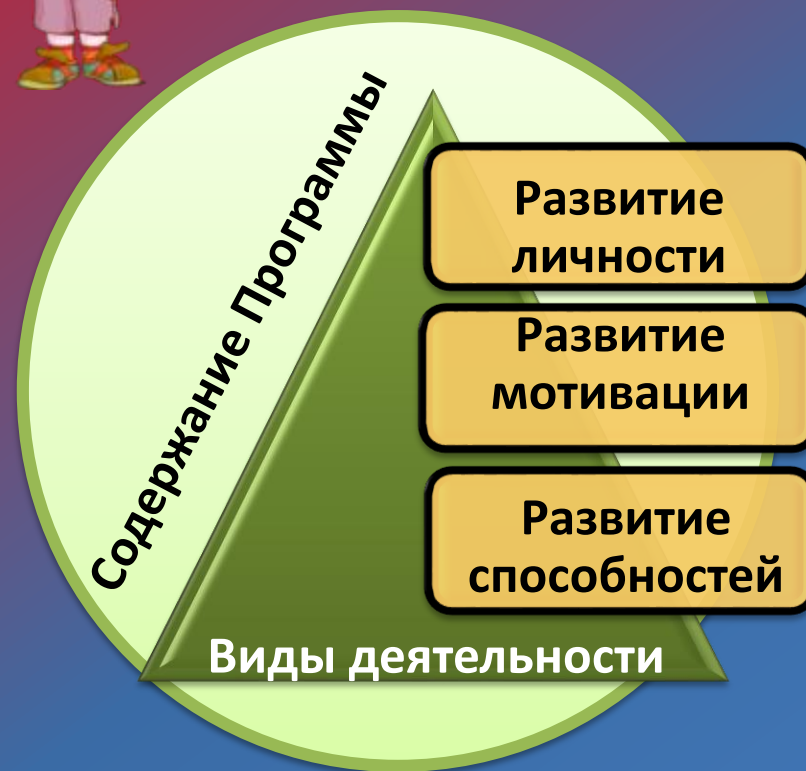 Содержание Программы
Развитие
личности
Развитие
мотивации
Развитие
способностей
Виды деятельности